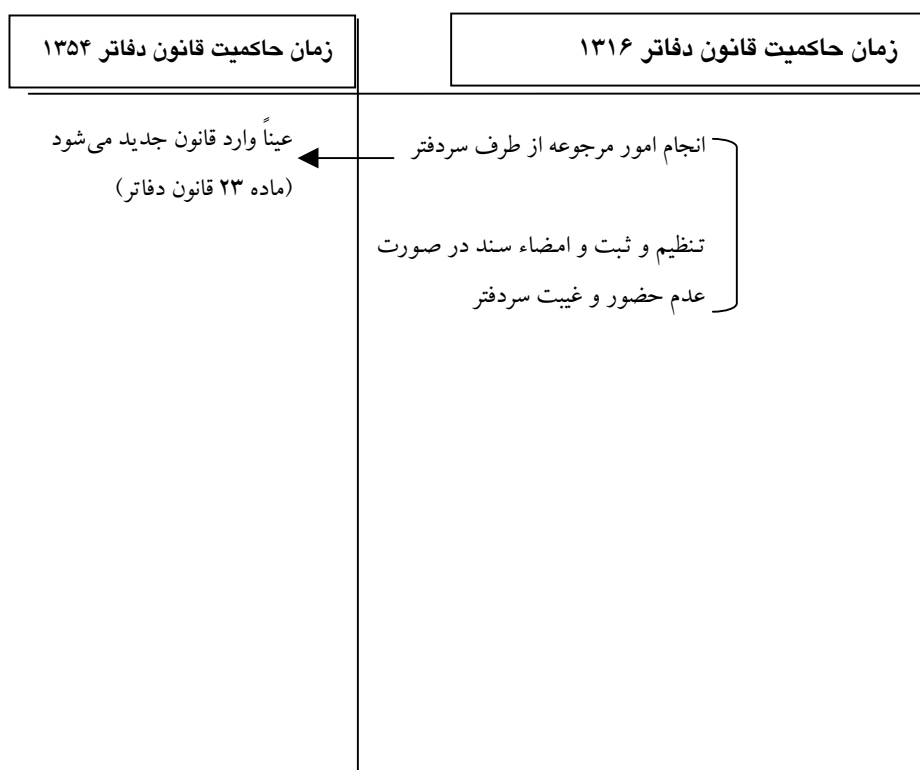 زمان حاکمیت قانون دفاتر ۱۳۱۶
زمان حاکمیت قانون دفاتر ۱۳۵۴
انجام امور مرجوعه از طرف سردفتر
تنظیم و ثبت و امضاء سند در صورت
عدم حضور و غیبت سردفتر
عیناً وارد قانون جدید می‌شود
(ماده ۲۳ قانون دفاتر)